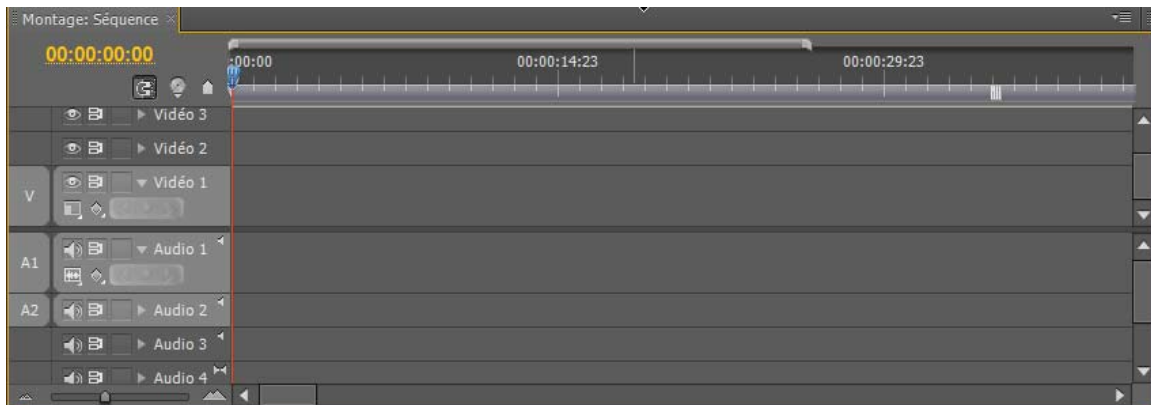 Montage: Séquence
00:00:00:00
:00:00 00:00:14:23 00:00:29:23
Vidéo 3
Vidéo 2
V Vidéo 1
A1 Audio 1
A2 Audio 2
Audio 3
Audio 4